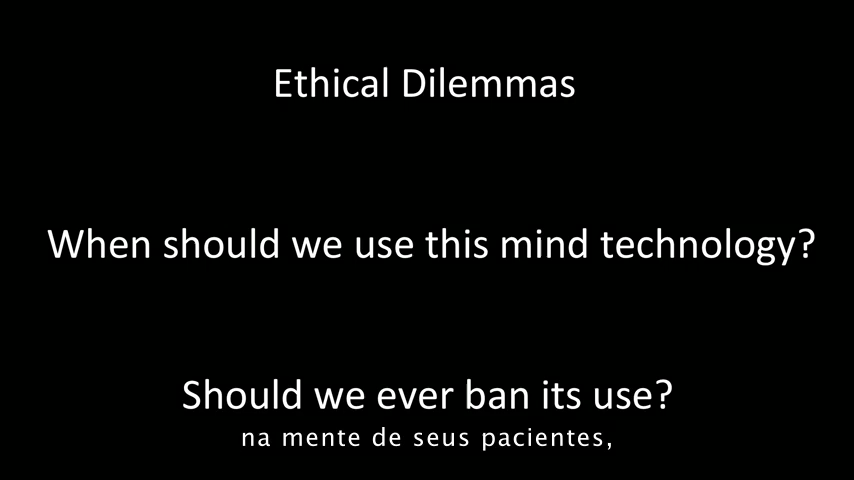 Ethical Dilemmas
When should we use this mind technology?
Should we ever ban its use?
na mente de seus pacientes,